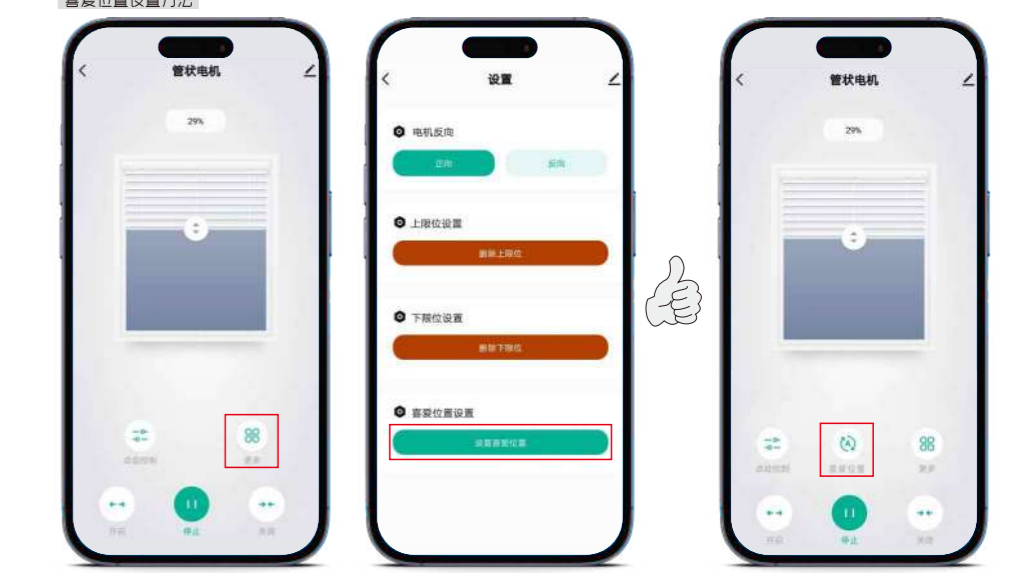 喜爱位置设置方法
管状电机
29%
点动控制
更多
开启
停止
关闭
设置
电机反向
正向
反向
上限位设置
删除上限位
下限位设置
删除下限位
喜爱位置设置
设置喜爱位置
管状电机
29%
点动控制
喜爱位置
更多
开启
停止
关闭